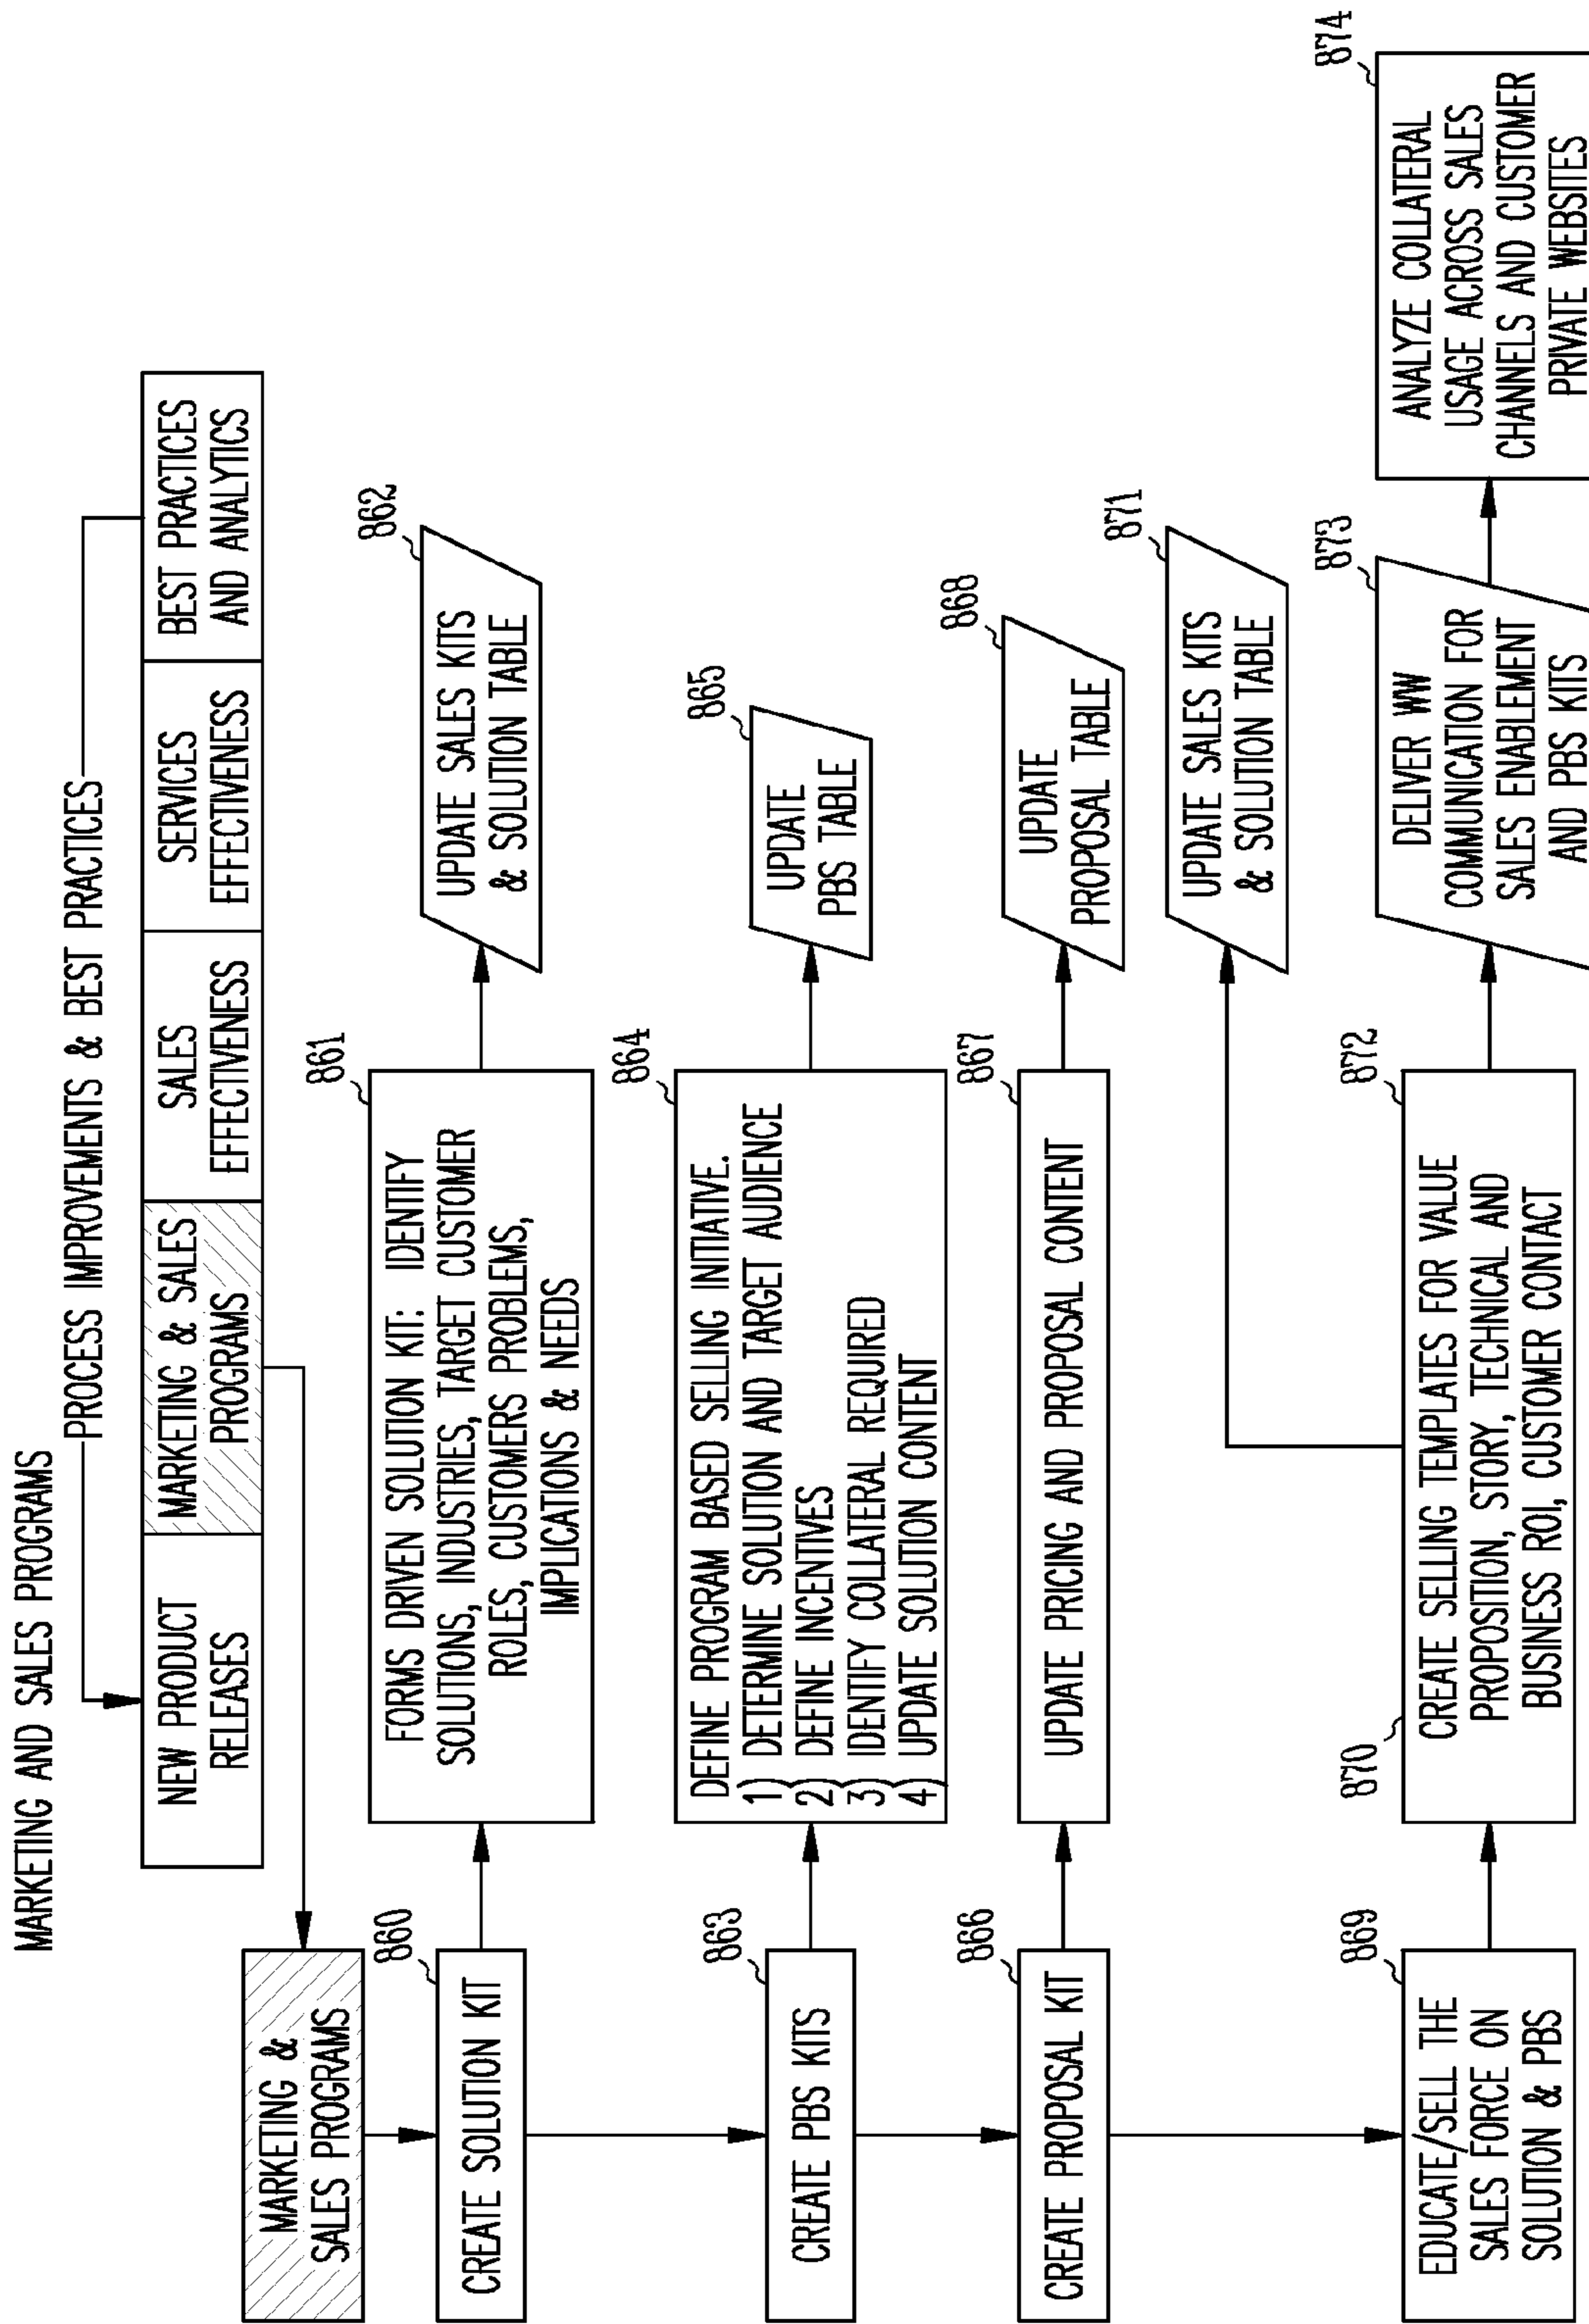 MARKETING AND SALES PROGRAMS
PROCESS IMPROVEMENTS & BEST PRACTICES
NEW PRODUCT
RELEASES
MARKETING & SALES
PROGRAMS
SALES
EFFECTIVENESS
SERVICES
EFFECTIVENESS
BEST PRACTICES
AND ANALYTICS
MARKETING &
SALES PROGRAMS
860
CREATE SOLUTION KIT
861
FORMS DRIVEN SOLUTION KIT: IDENTIFY
SOLUTIONS, INDUSTRIES, TARGET CUSTOMER
ROLES, CUSTOMERS PROBLEMS,
IMPLICATIONS & NEEDS
862
UPDATE SALES KITS
& SOLUTION TABLE
863
CREATE PBS KITS
864
DEFINE PROGRAM BASED SELLING INITIATIVE.
1) DETERMINE SOLUTION AND TARGET AUDIENCE
2) DEFINE INCENTIVES
3) IDENTIFY COLLATERAL REQUIRED
4) UPDATE SOLUTION CONTENT
865
UPDATE
PBS TABLE
866
CREATE PROPOSAL KIT
867
UPDATE PRICING AND PROPOSAL CONTENT
868
UPDATE
PROPOSAL TABLE
869
EDUCATE/SELL THE
SALES FORCE ON
SOLUTION & PBS
870
872
CREATE SELLING TEMPLATES FOR VALUE
PROPOSITION, STORY, TECHNICAL AND
BUSINESS ROI, CUSTOMER CONTACT
871
UPDATE SALES KITS
& SOLUTION TABLE
873
DELIVER WW
COMMUNICATION FOR
SALES ENABLEMENT
AND PBS KITS
874
ANALYZE COLLATERAL
USAGE ACROSS SALES
CHANNELS AND CUSTOMER
PRIVATE WEBSITES